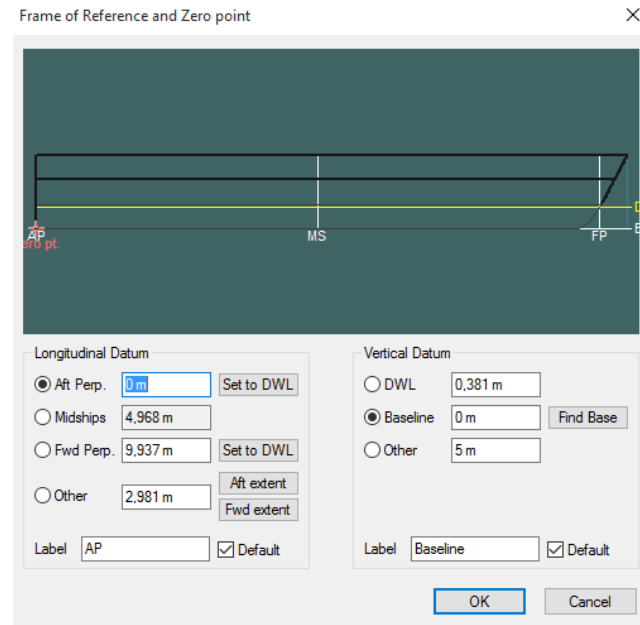 Frame of Reference and Zero point
D
B
AP
MS
FP
ero pt.
Longitudinal Datum
Aft Perp. 0 m Set to DWL
Midships 4,968 m
Fwd Perp. 9,937 m Set to DWL
Other 2,981 m Aft extent
Fwd extent
Label AP Default
Vertical Datum
DWL 0,381 m
Baseline 0 m Find Base
Other 5 m
Label Baseline Default
OK Cancel